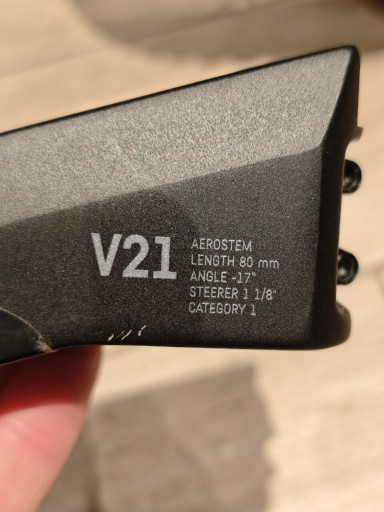 V21
AEROSTEM
LENGTH 80 mm
ANGLE -17°
STEERER 1 1/8"
CATEGORY 1